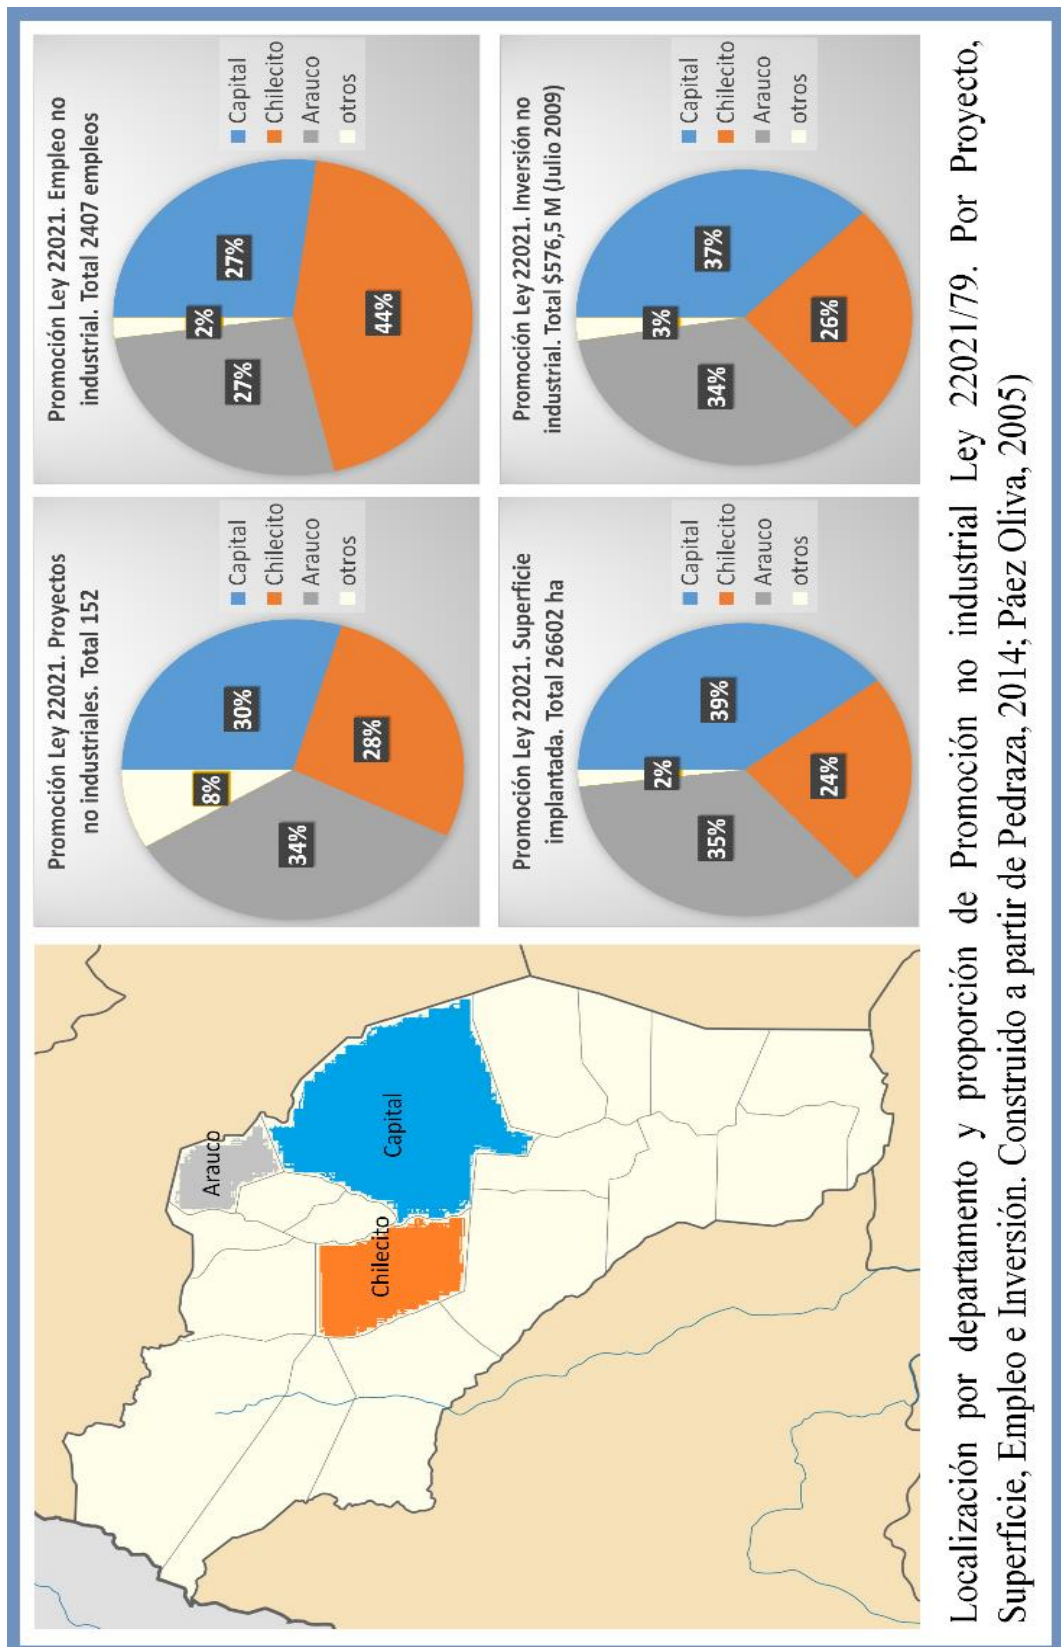 Arauco
Capital
Chilecito
Promoción Ley 22021. Proyectos
no industriales. Total 152
8%
30%
34%
28%
Capital
Chilecito
Arauco
otros
Promoción Ley 22021. Empleo no
industrial. Total 2407 empleos
2%
27%
27%
44%
Capital
Chilecito
Arauco
otros
Promoción Ley 22021. Superficie
implantada. Total 26602 ha
2%
39%
35%
24%
Capital
Chilecito
Arauco
otros
Promoción Ley 22021. Inversión no
industrial. Total $576,5 M (Julio 2009)
3%
37%
34%
26%
Capital
Chilecito
Arauco
otros
Localización por departamento y proporción de Promoción no industrial Ley 22021/79. Por Proyecto,
Superficie, Empleo e Inversión. Construido a partir de Pedraza, 2014; Páez Oliva, 2005)